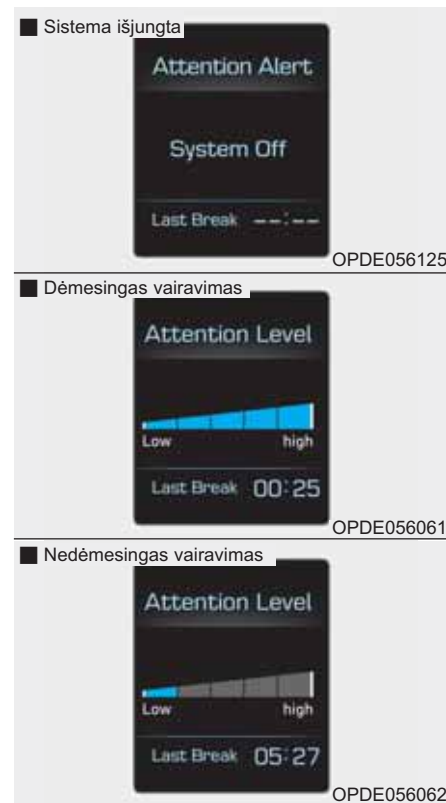 ■ Sistema išjungta
Attention Alert
System Off
Last Break --:--
OPDE056125
■ Dėmesingas vairavimas
Attention Level
Low high
Last Break 00:25
OPDE056061
■ Nedėmesingas vairavimas
Attention Level
Low high
Last Break 05:27
OPDE056062